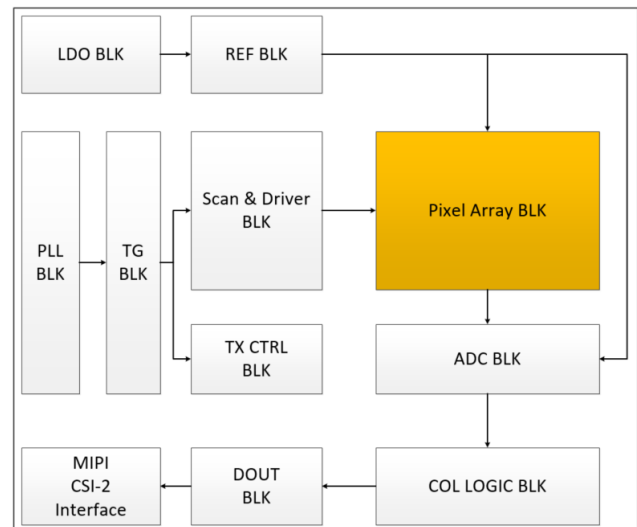 LDO BLK
REF BLK
PLL
BLK
TG
BLK
Scan & Driver
BLK
Pixel Array BLK
TX CTRL
BLK
ADC BLK
MIPI
CSI-2
Interface
DOUT
BLK
COL LOGIC BLK